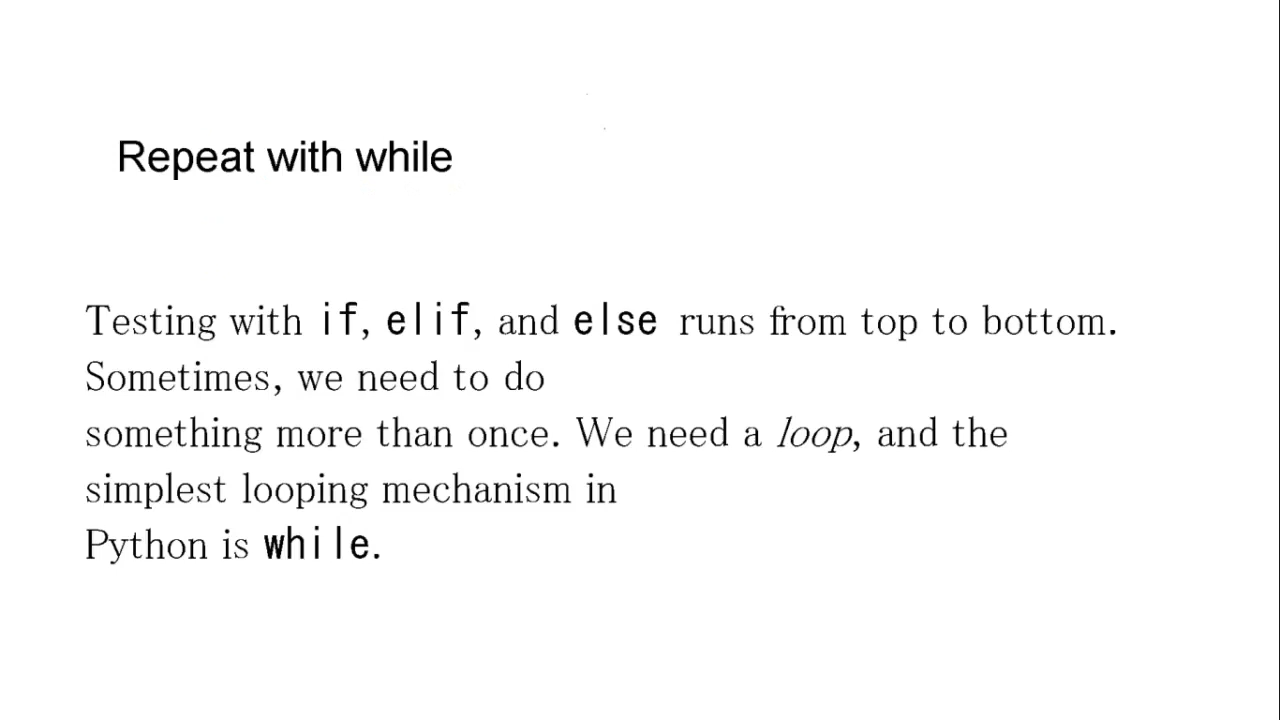 Repeat with while
Testing with if, elif, and else runs from top to bottom.
Sometimes, we need to do
something more than once. We need a loop, and the
simplest looping mechanism in
Python is while.